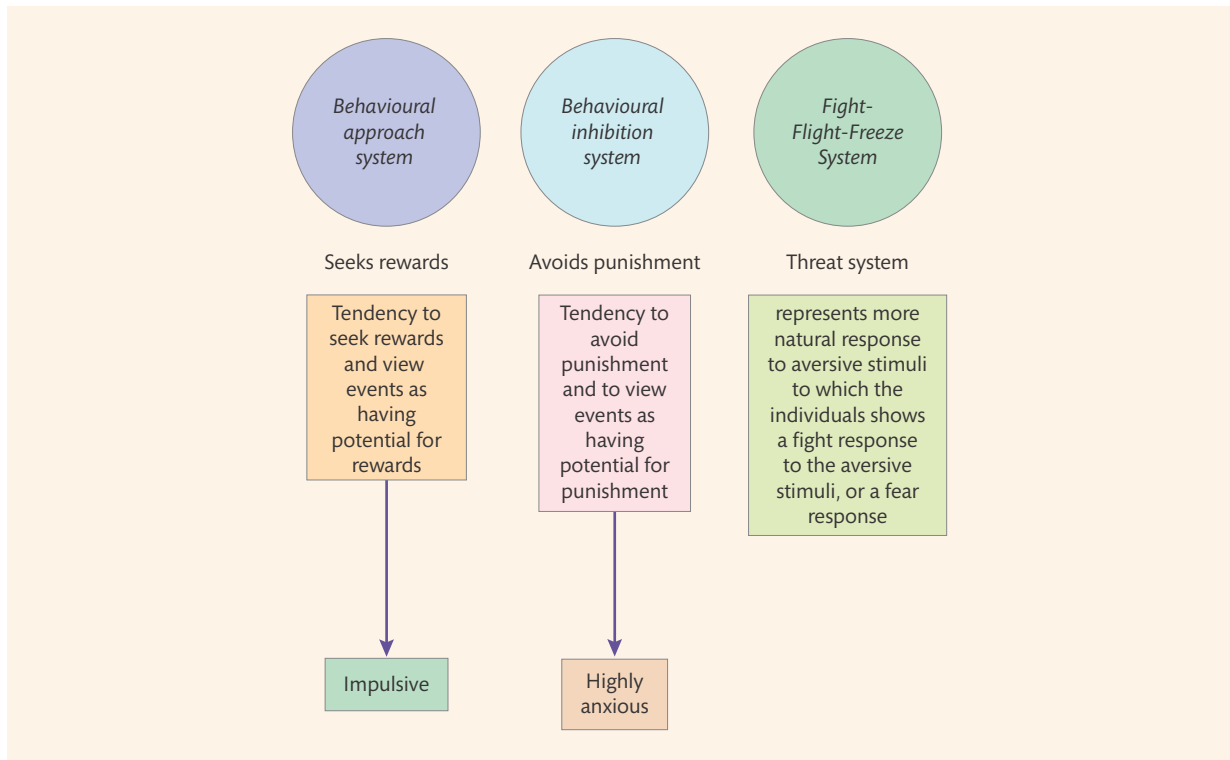 Behavioural
approach
system
Behavioural
inhibition
system
Fight-
Flight-Freeze
System
Seeks rewards
Avoids punishment
Threat system
Tendency to
seek rewards
and view
events as
having
potential for
rewards
Tendency to
avoid
punishment
and to view
events as
having
potential for
punishment
represents more
natural response
to aversive stimuli
to which the
individuals shows
a fight response
to the aversive
stimuli, or a fear
response
Impulsive
Highly
anxious